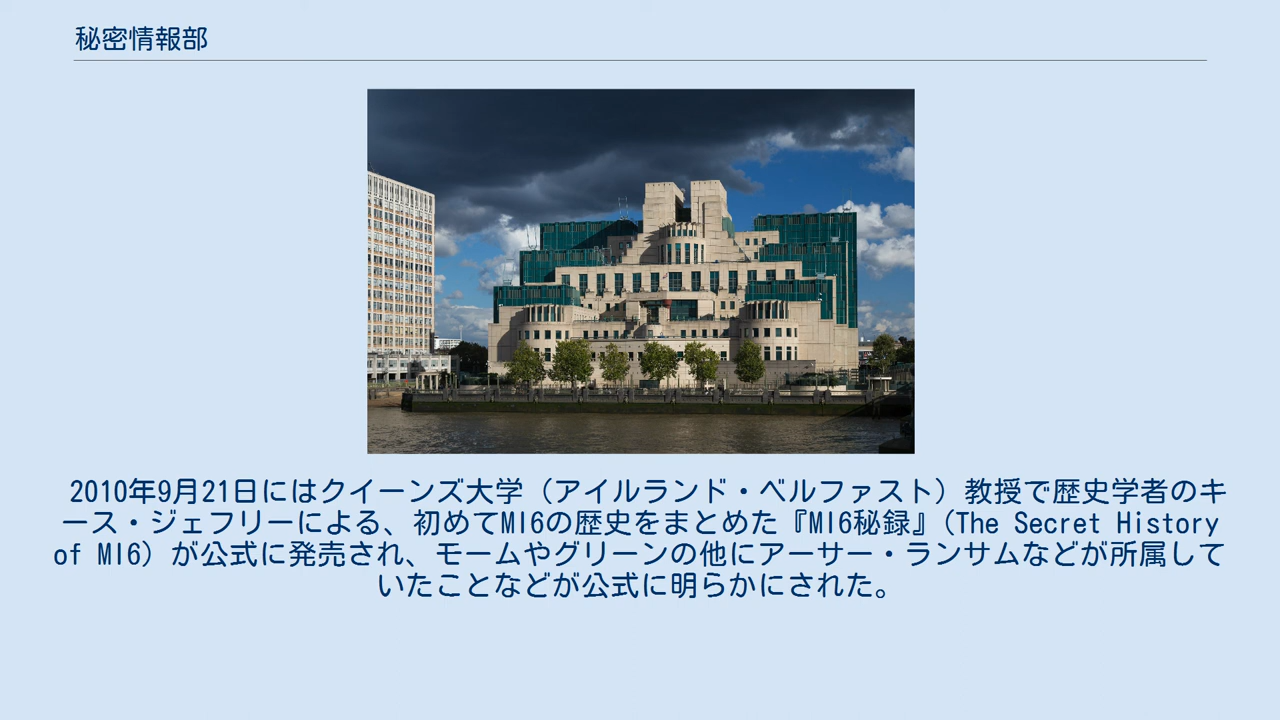 秘密情報部
2010年9月21日にはクイーンズ大学（アイルランド・ベルファスト）教授で歴史学者のキ
ース・ジェフリーによる、初めてMI6の歴史をまとめた『MI6秘録』(The Secret History
of MI6) が公式に発売され、モームやグリーンの他にアーサー・ランサムなどが所属して
いたことなどが公式に明らかにされた。